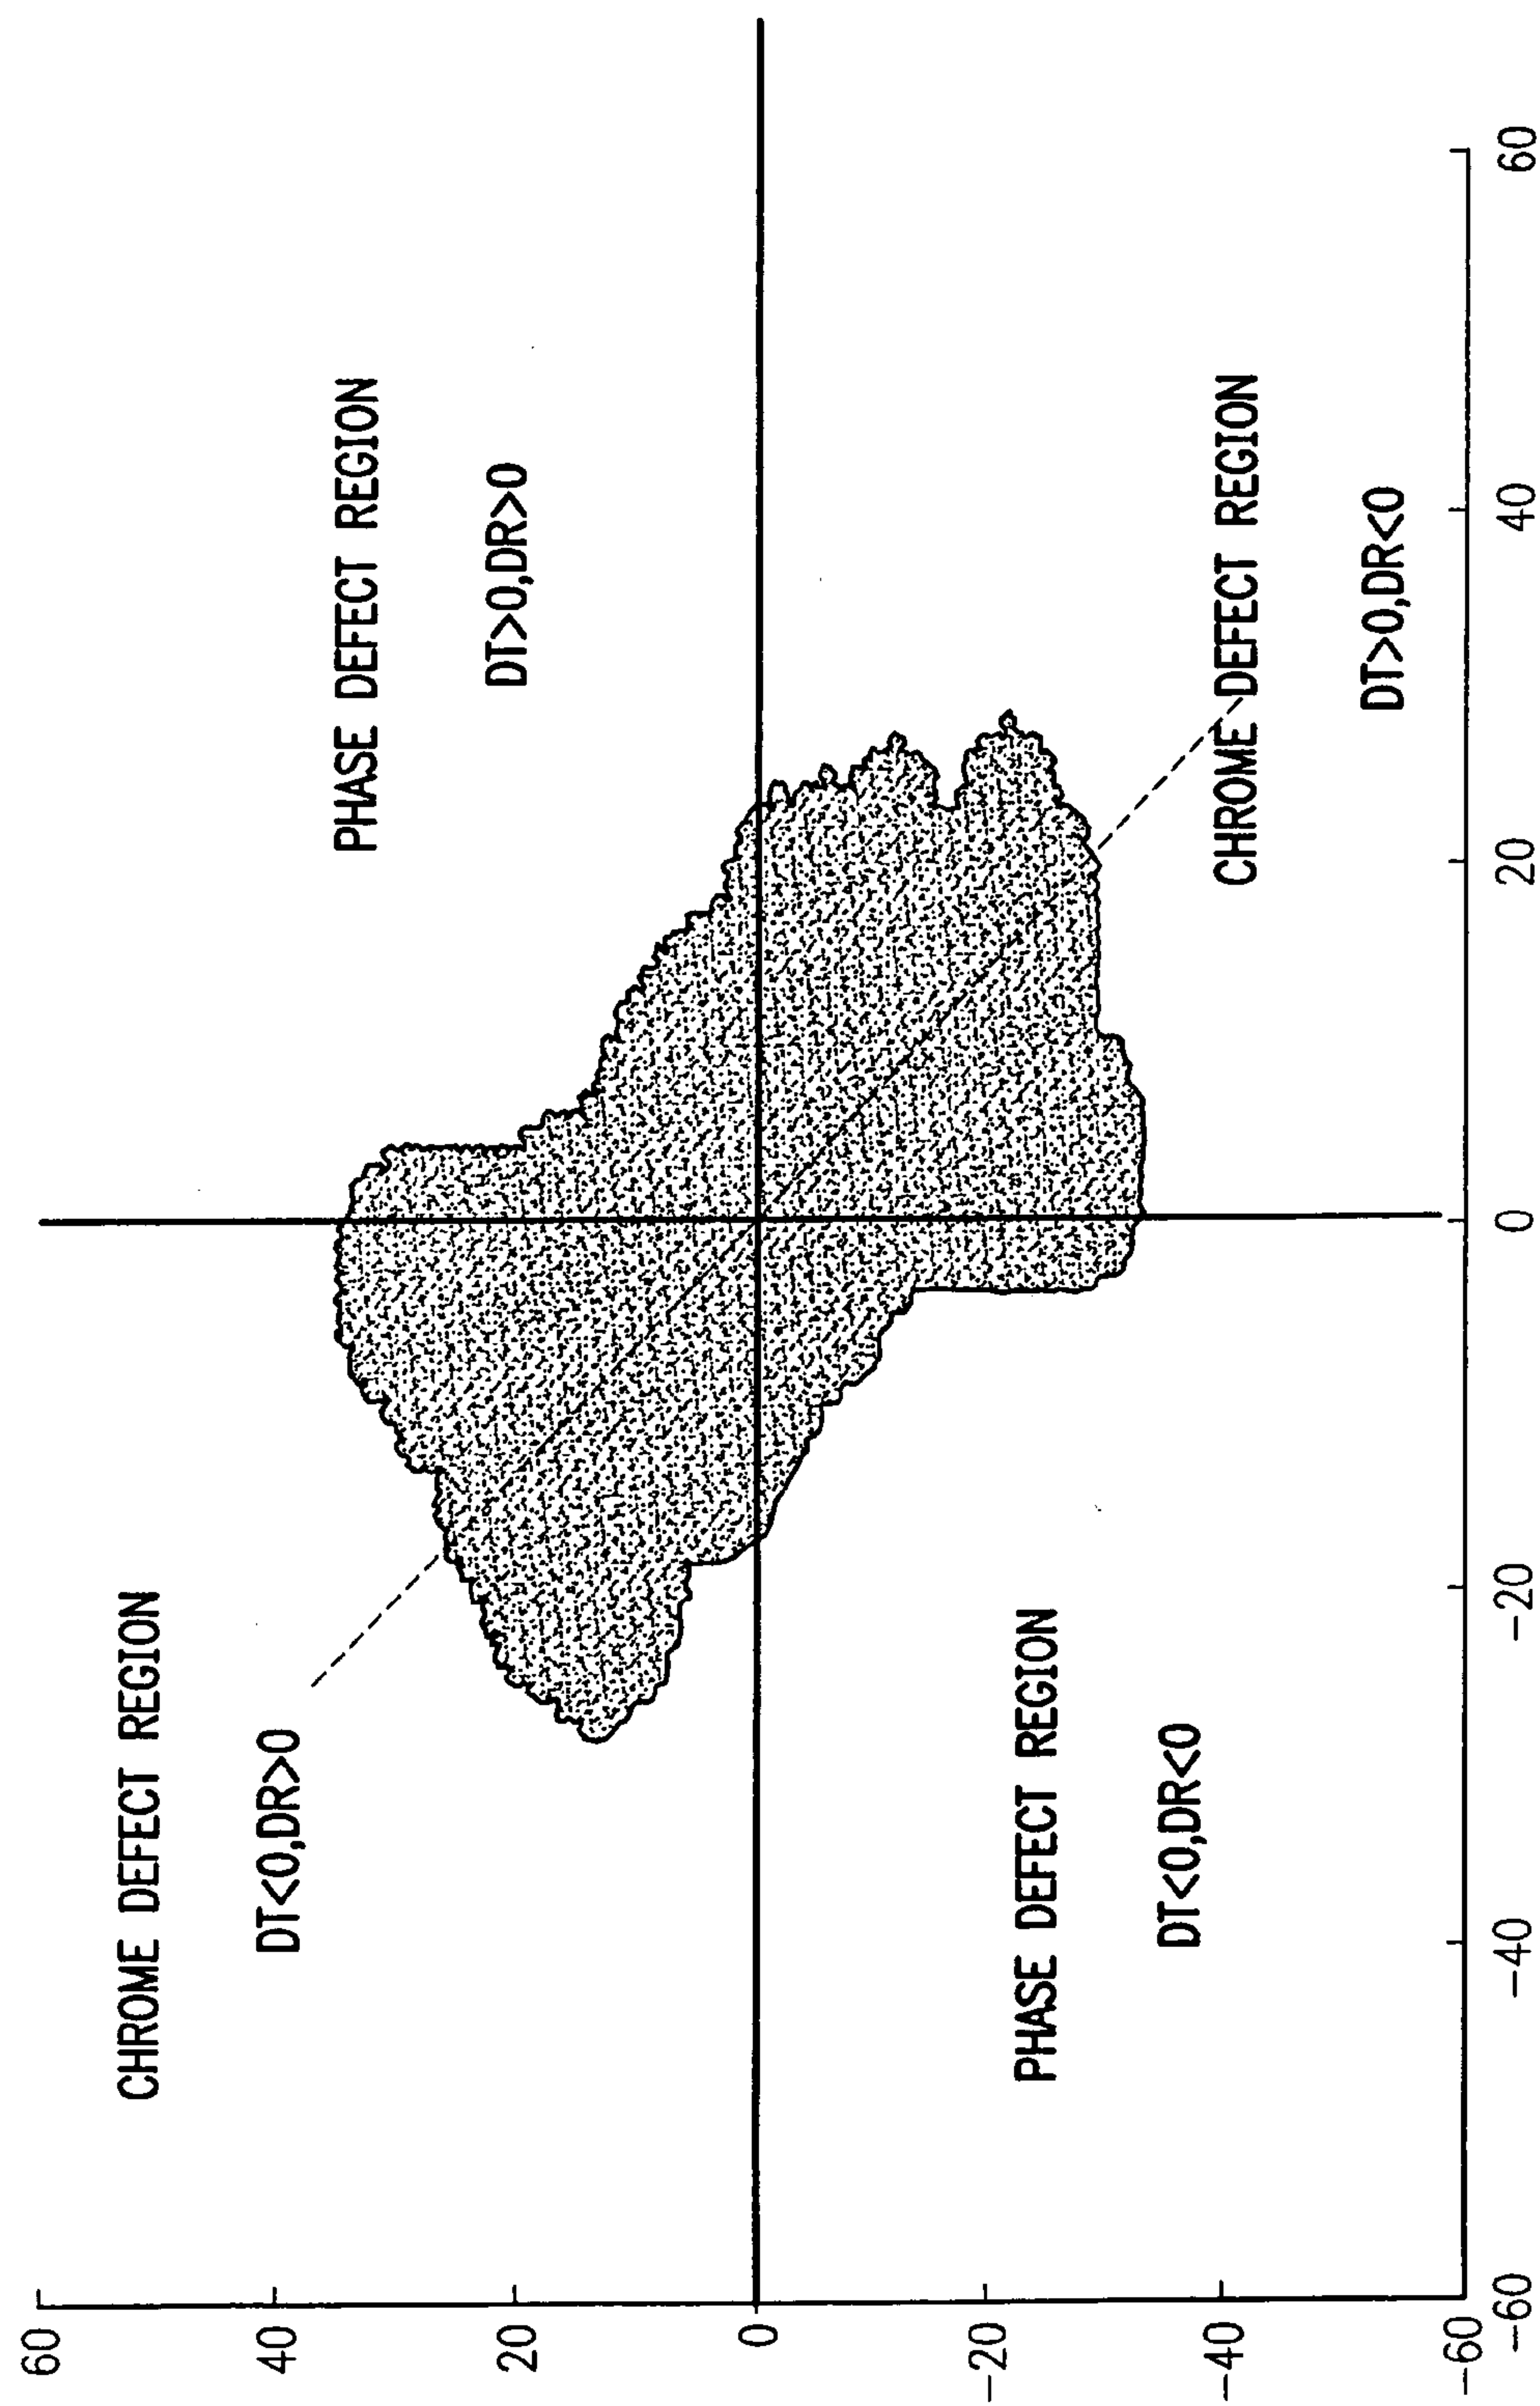 CHROME DEFECT REGION
DT<0,DR>0
PHASE DEFECT REGION
DT>0,DR>0
PHASE DEFECT REGION
DT<0,DR<0
CHROME DEFECT REGION
DT>0,DR<0
60
40
20
0
-20
-40
-60
-60
-40
-20
0
20
40
60